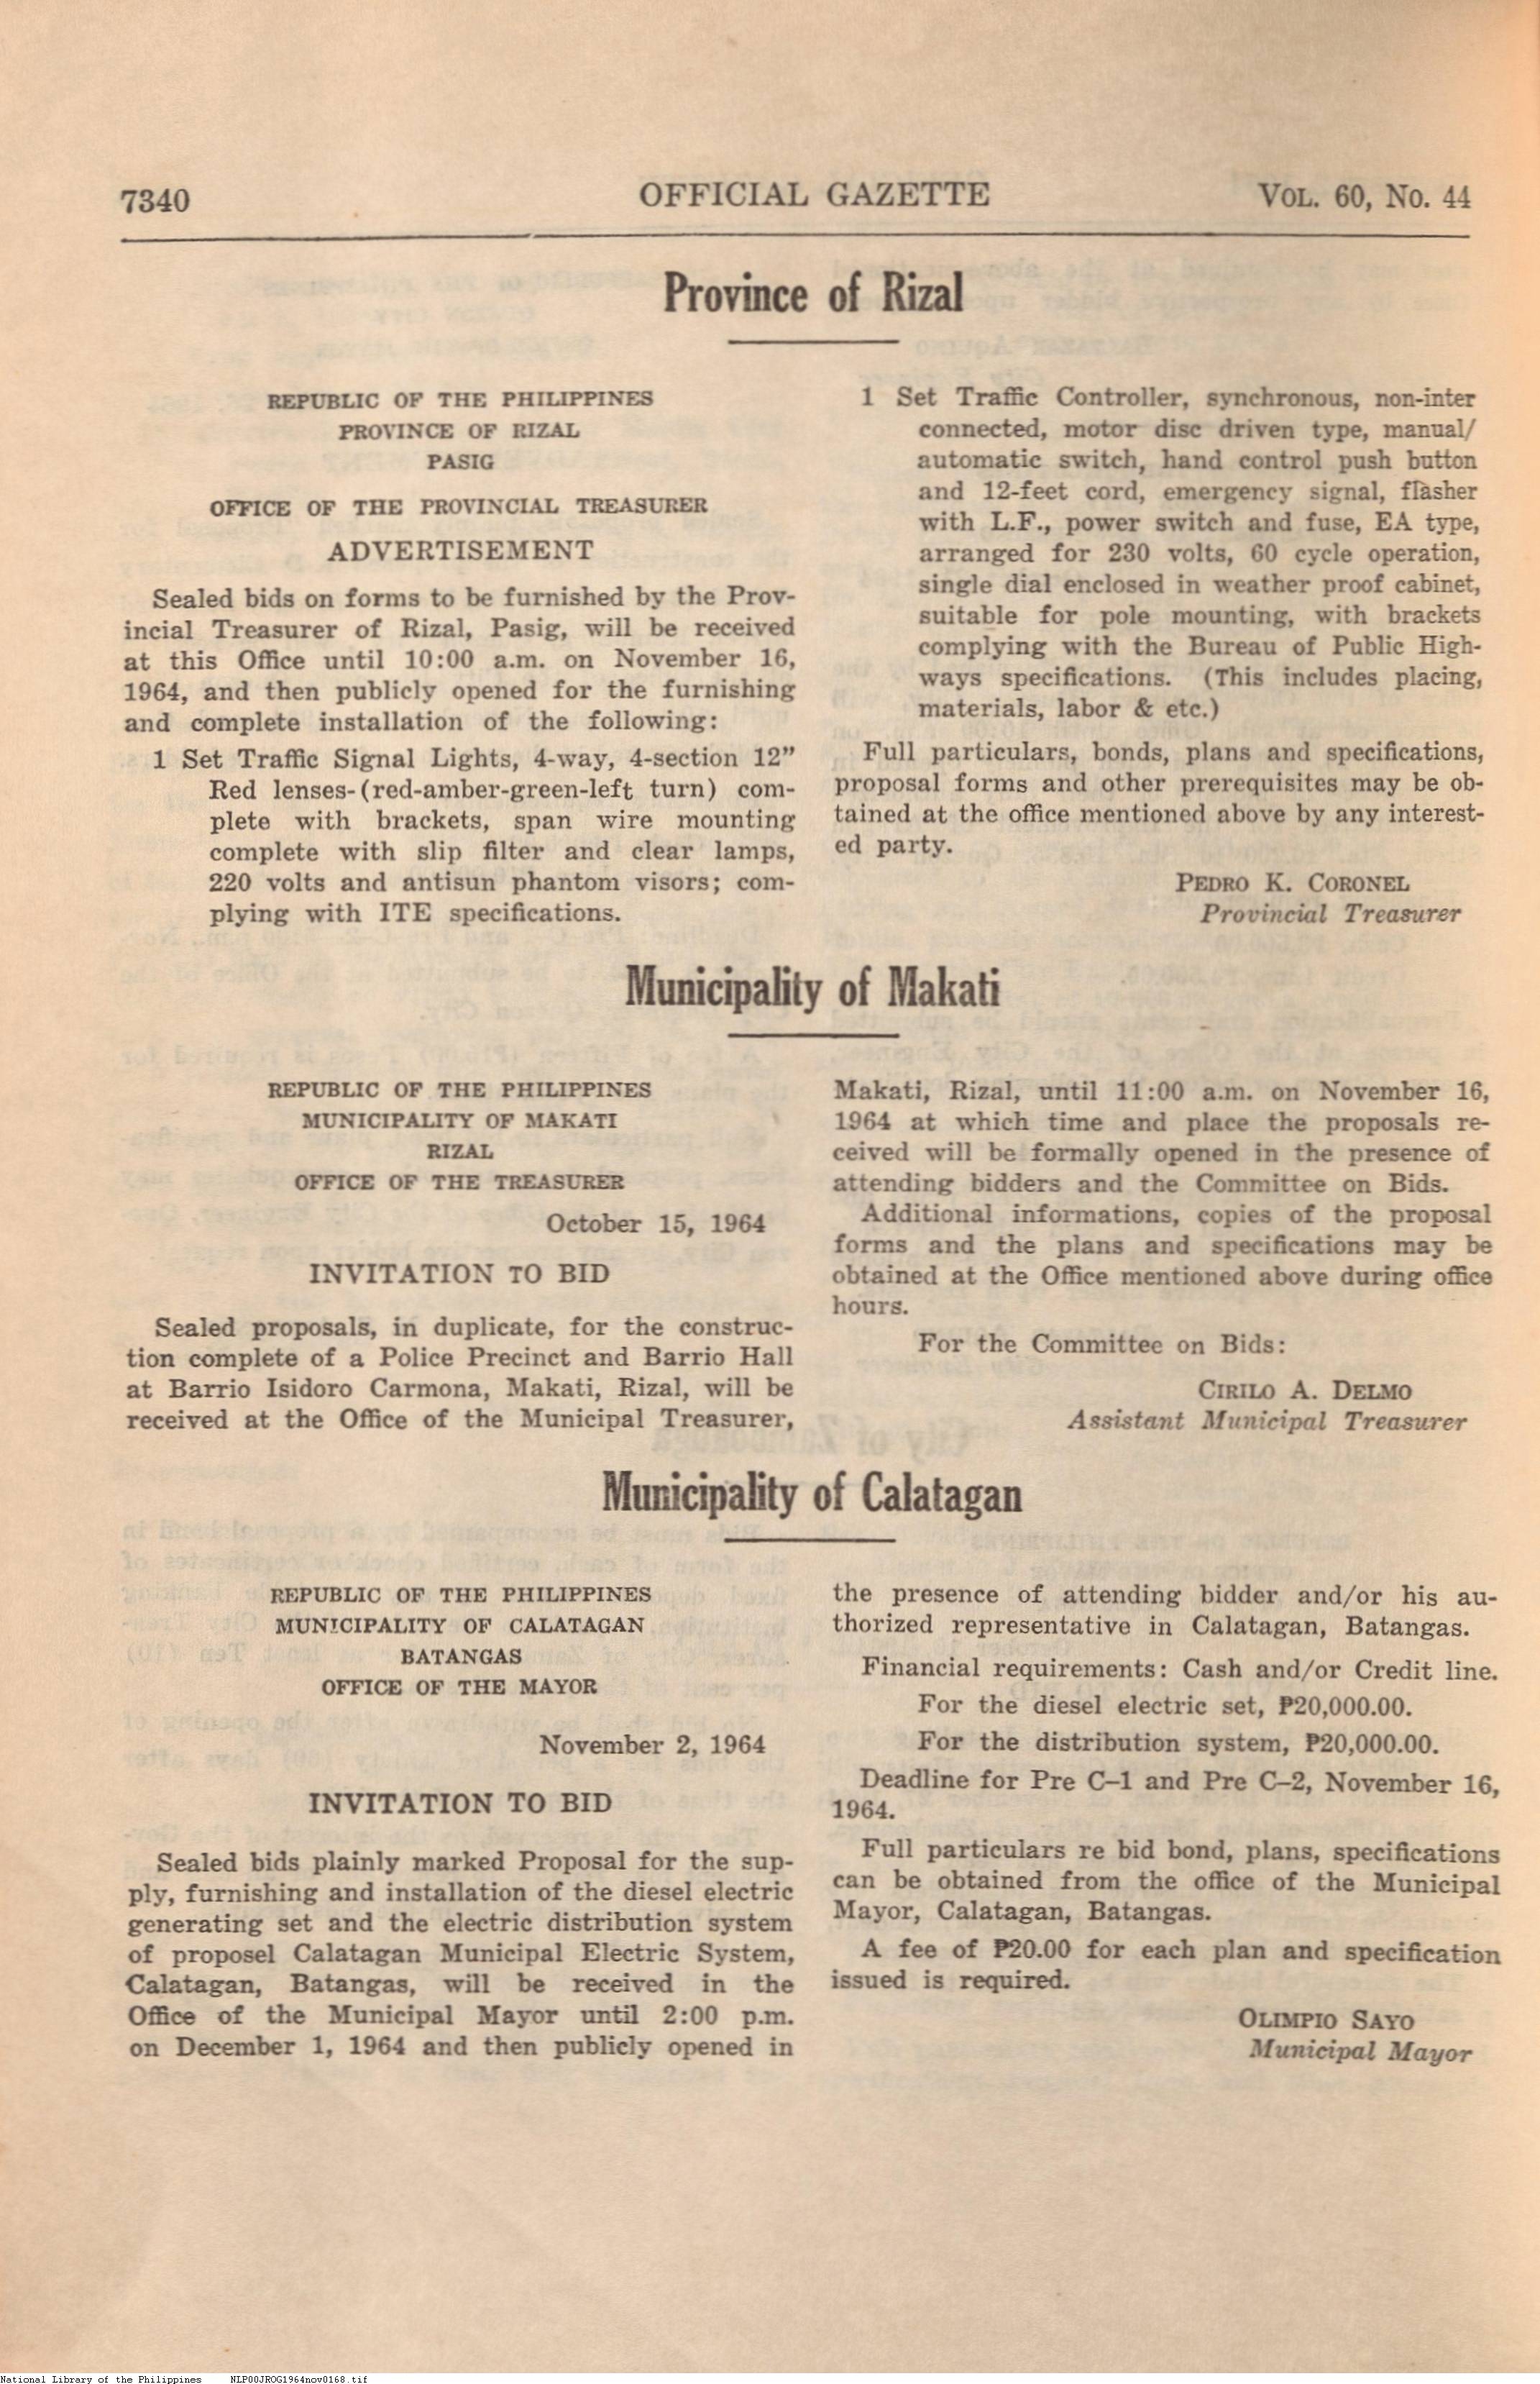 7340 OFFICIAL GAZETTE VOL. 60, No. 44
Province of Rizal
REPUBLIC OF THE PHILIPPINES
PROVINCE OF RIZAL
PASIG
OFFICE OF THE PROVINCIAL TREASURER
ADVERTISEMENT
Sealed bids on forms to be furnished by the Prov-
incial Treasurer of Rizal, Pasig, will be received
at this Office until 10:00 a.m. on November 16,
1964, and then publicly opened for the furnishing
and complete installation of the following:
1 Set Traffic Signal Lights, 4-way, 4-section 12”
Red lenses-(red-amber-green-left turn) com-
plete with brackets, span wire mounting
complete with slip filter and clear lamps,
220 volts and antisun phantom visors; com-
plying with ITE specifications.
1 Set Traffic Controller, synchronous, non-inter
connected, motor disc driven type, manual/
automatic switch, hand control push button
and 12-feet cord, emergency signal, flasher
with L.F., power switch and fuse, EA type,
arranged for 230 volts, 60 cycle operation,
single dial enclosed in weather proof cabinet,
suitable for pole mounting, with brackets
complying with the Bureau of Public High-
ways specifications. (This includes placing,
materials, labor & etc.)
Full particulars, bonds, plans and specifications,
proposal forms and other prerequisites may be ob-
tained at the office mentioned above by any interest-
ed party.
PEDRO K. CORONEL
Provincial Treasurer
Municipality of Makati
REPUBLIC OF THE PHILIPPINES
MUNICIPALITY OF MAKATI
RIZAL
OFFICE OF THE TREASURER
October 15, 1964
INVITATION TO BID
Sealed proposals, in duplicate, for the construc-
tion complete of a Police Precinct and Barrio Hall
at Barrio Isidoro Carmona, Makati, Rizal, will be
received at the Office of the Municipal Treasurer,
Makati, Rizal, until 11:00 a.m. on November 16,
1964 at which time and place the proposals re-
ceived will be formally opened in the presence of
attending bidders and the Committee on Bids.
Additional informations, copies of the proposal
forms and the plans and specifications may be
obtained at the Office mentioned above during office
hours.
For the Committee on Bids:
CIRILO A. DELMO
Assistant Municipal Treasurer
Municipality of Calatagan
REPUBLIC OF THE PHILIPPINES
MUNICIPALITY OF CALATAGAN
BATANGAS
OFFICE OF THE MAYOR
November 2, 1964
INVITATION TO BID
Sealed bids plainly marked Proposal for the sup-
ply, furnishing and installation of the diesel electric
generating set and the electric distribution system
of proposel Calatagan Municipal Electric System,
Calatagan, Batangas, will be received in the
Office of the Municipal Mayor until 2:00 p.m.
on December 1, 1964 and then publicly opened in
the presence of attending bidder and/or his au-
thorized representative in Calatagan, Batangas.
Financial requirements: Cash and/or Credit line.
For the diesel electric set, ₱20,000.00.
For the distribution system, ₱20,000.00.
Deadline for Pre C–1 and Pre C–2, November 16,
1964.
Full particulars re bid bond, plans, specifications
can be obtained from the office of the Municipal
Mayor, Calatagan, Batangas.
A fee of ₱20.00 for each plan and specification
issued is required.
OLIMPIO SAYO
Municipal Mayor
National Library of the Philippines NLP00JROG1964nov0168.tif